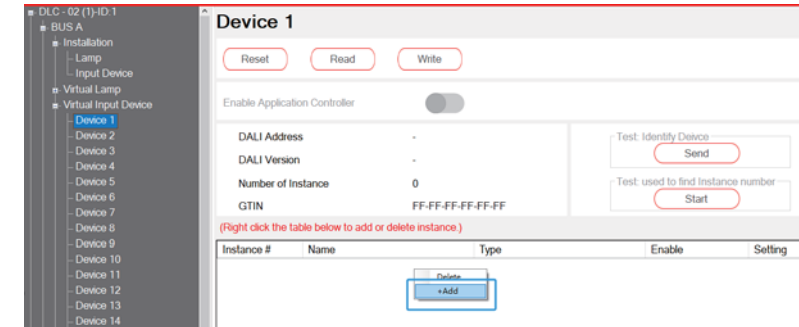 DLC - 02 (1)-ID:1
BUS A
Installation
Lamp
Input Device
Virtual Lamp
Virtual Input Device
Device 1
Device 2
Device 3
Device 4
Device 5
Device 6
Device 7
Device 8
Device 9
Device 10
Device 11
Device 12
Device 13
Device 14
Device 1
Reset Read Write
Enable Application Controller
DALI Address -
DALI Version -
Number of Instance 0
GTIN FF-FF-FF-FF-FF-FF
Test: Identify Deivce
Send
Test: used to find Instance number
Start
(Right click the table below to add or delete instance.)
Instance # Name Type Enable Setting
Delete
+Add